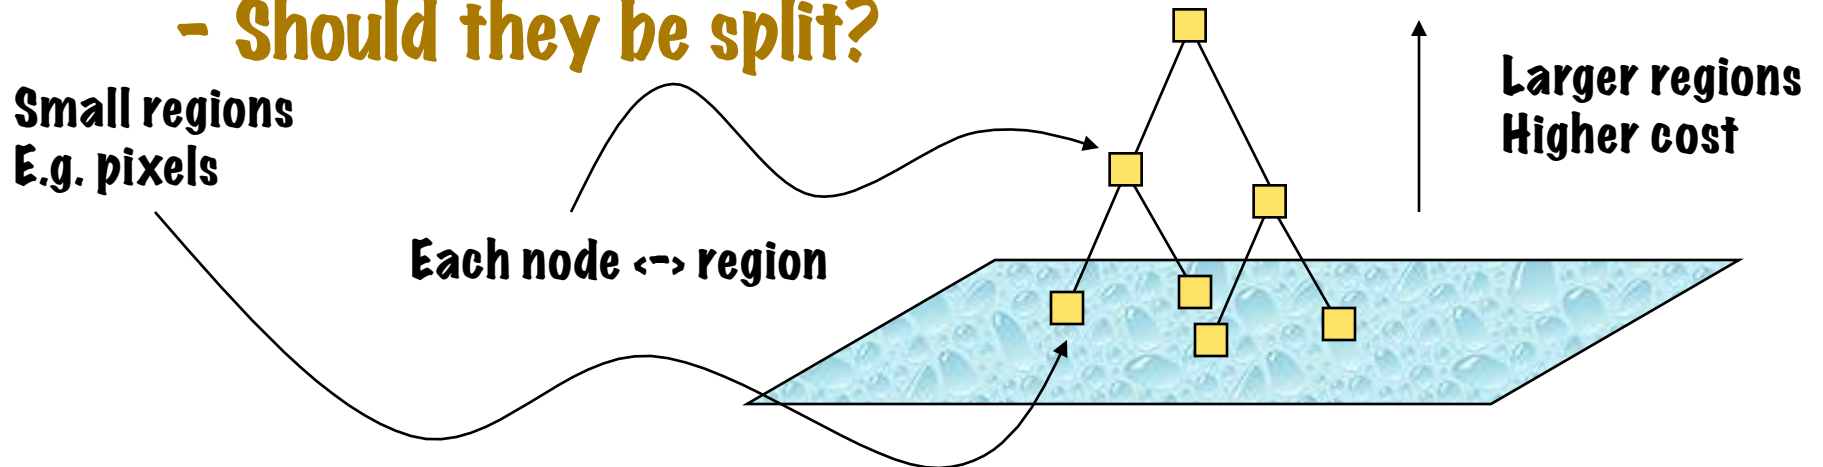 - Should they be split?
Small regions
E.g. pixels
Each node <-> region
Larger regions
Higher cost